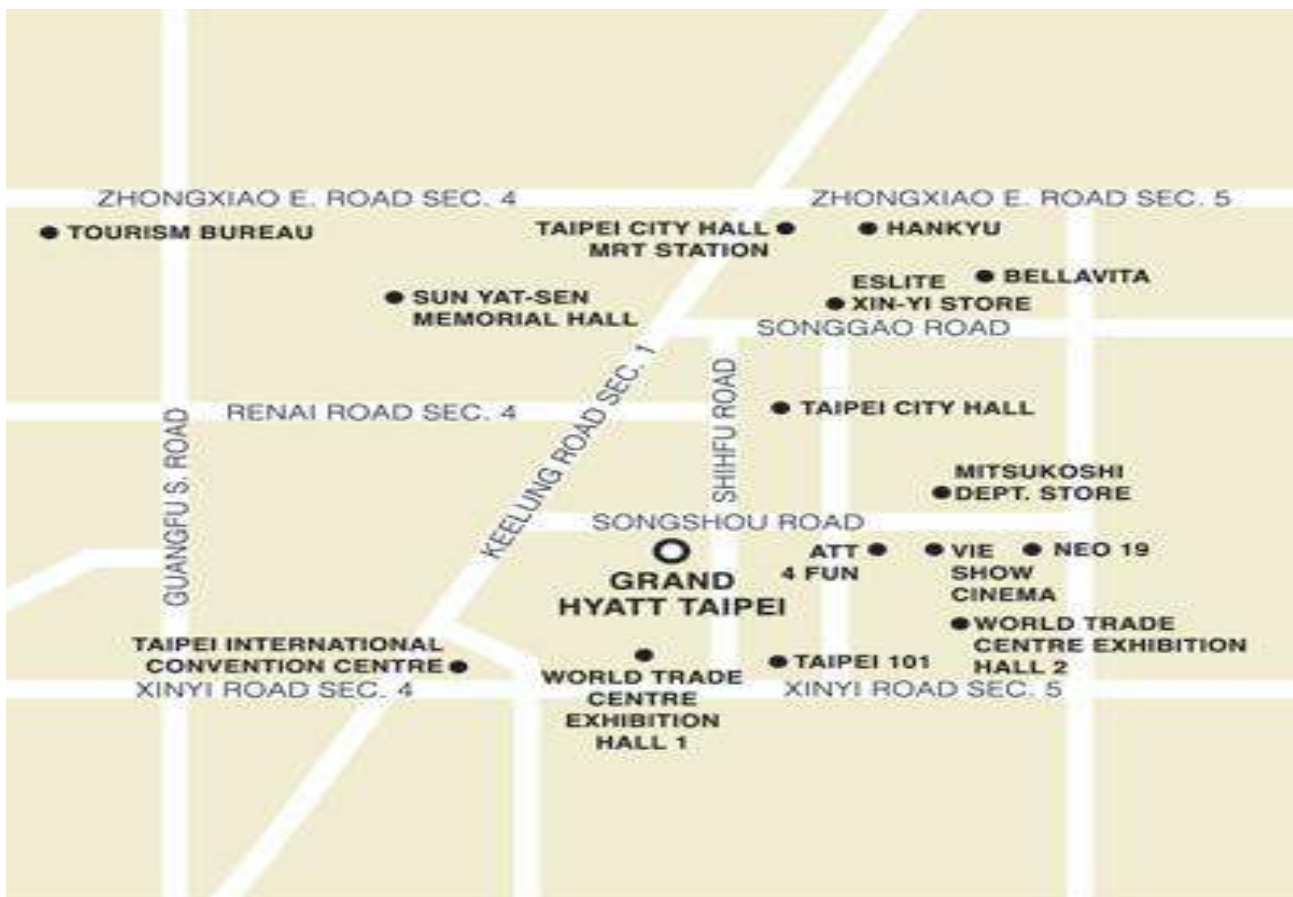 ZHONGXIAO E. ROAD SEC. 4
ZHONGXIAO E. ROAD SEC. 5
TOURISM BUREAU
TAIPEI CITY HALL
MRT STATION
HANKYU
ESLITE
XIN-YI STORE
BELLAVITA
SUN YAT-SEN
MEMORIAL HALL
SONGGAO ROAD
KEELUNG ROAD SEC. 1
SHIHFU ROAD
RENAI ROAD SEC. 4
TAIPEI CITY HALL
GUANGFU S. ROAD
MITSUKOSHI
DEPT. STORE
SONGSHOU ROAD
GRAND
HYATT TAIPEI
ATT
4 FUN
VIE
SHOW
CINEMA
NEO 19
TAIPEI INTERNATIONAL
CONVENTION CENTRE
WORLD TRADE
CENTRE
EXHIBITION
HALL 1
TAIPEI 101
WORLD TRADE
CENTRE EXHIBITION
HALL 2
XINYI ROAD SEC. 4
XINYI ROAD SEC. 5